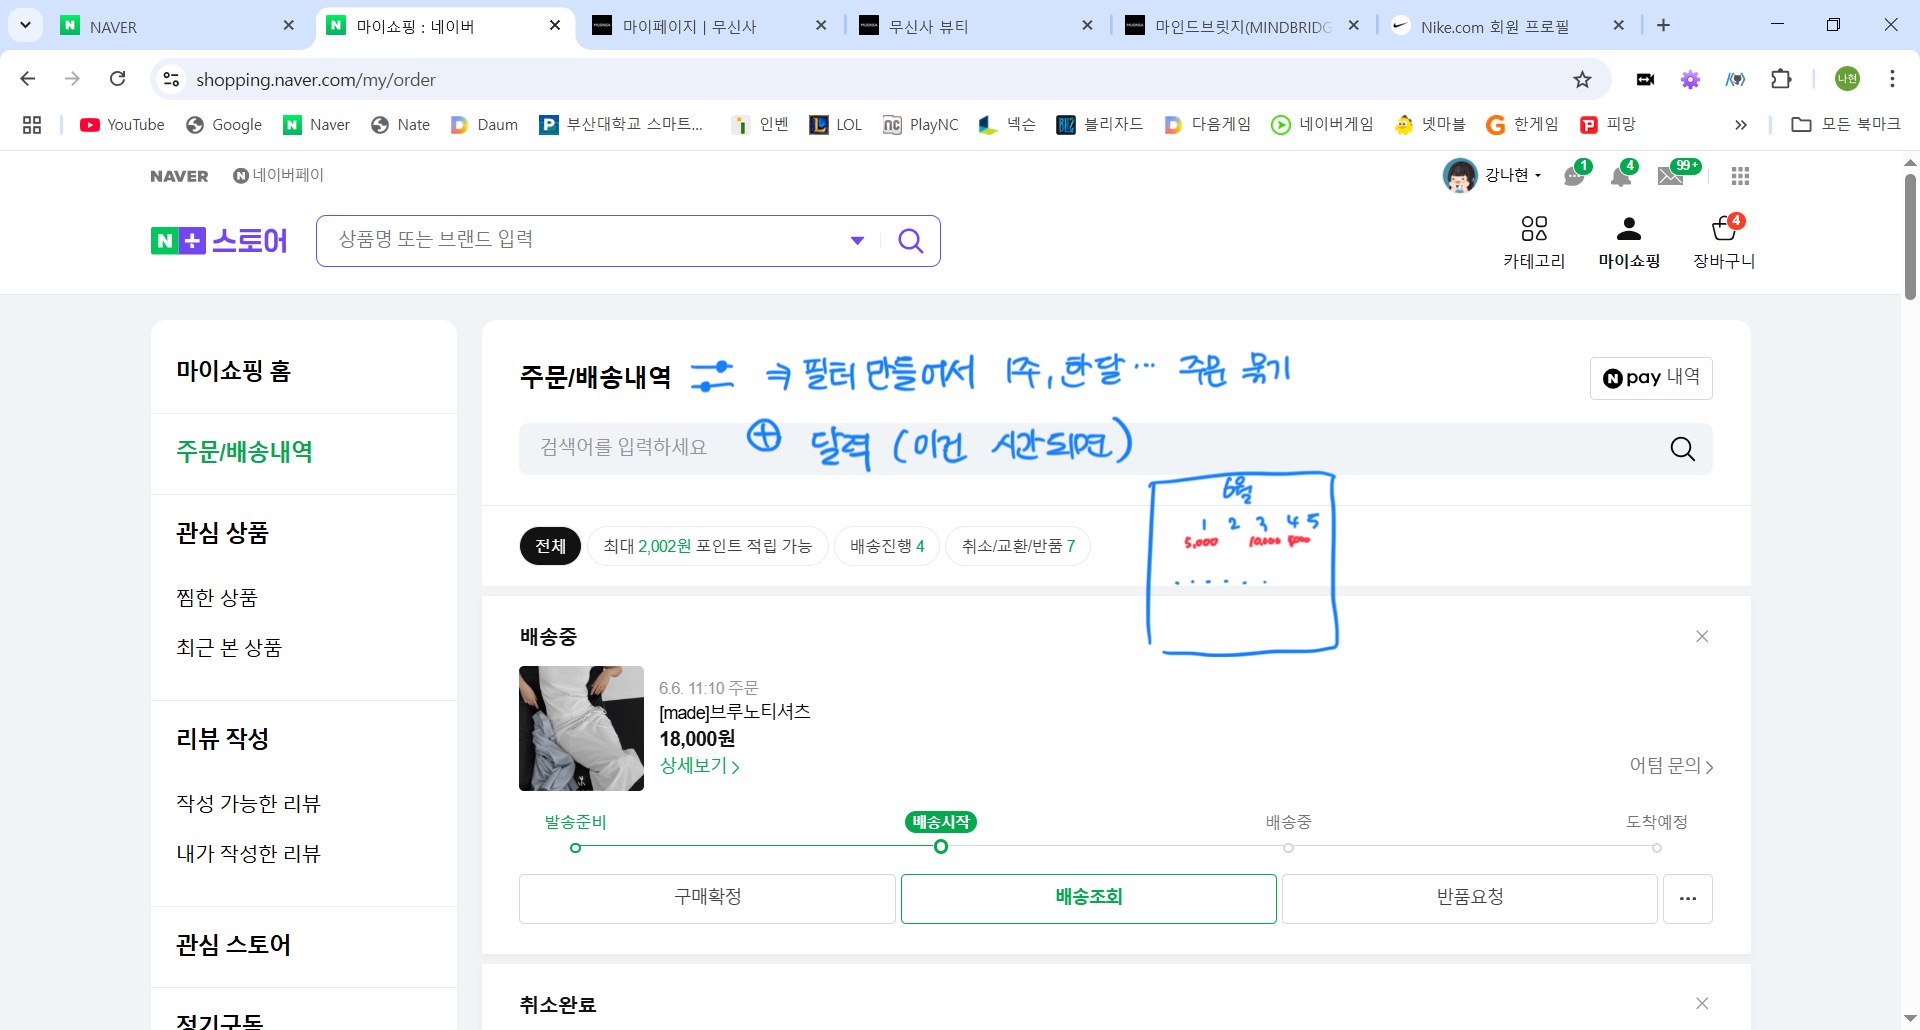 NAVER
마이쇼핑 : 네이버
마이페이지 | 무신사
무신사 뷰티
마인드브릿지(MINDBRIDG
Nike.com 회원 프로필
shopping.naver.com/my/order
나현
YouTube
Google
Naver
Nate
Daum
부산대학교 스마트...
인벤
LOL
PlayNC
넥슨
블리자드
다음게임
네이버게임
넷마블
한게임
피망
모든 북마크
NAVER
네이버페이
강나현
1
4
99+
N+ 스토어
상품명 또는 브랜드 입력
카테고리
마이쇼핑
4
장바구니
마이쇼핑 홈
주문/배송내역
관심 상품
찜한 상품
최근 본 상품
리뷰 작성
작성 가능한 리뷰
내가 작성한 리뷰
관심 스토어
정기구독
주문/배송내역
⇒ 필터 만들어서 1주, 한달... 주문 묶기
N pay 내역
검색어를 입력하세요
⊕ 달력 (이건 시간되면)
6월
1 2 3 4 5
5,000 10,000
전체
최대 2,002원 포인트 적립 가능
배송진행 4
취소/교환/반품 7
배송중
6.6. 11:10 주문
[made]브루노티셔츠
18,000원
상세보기
어텀 문의
발송준비
배송시작
배송중
도착예정
구매확정
배송조회
반품요청
취소완료